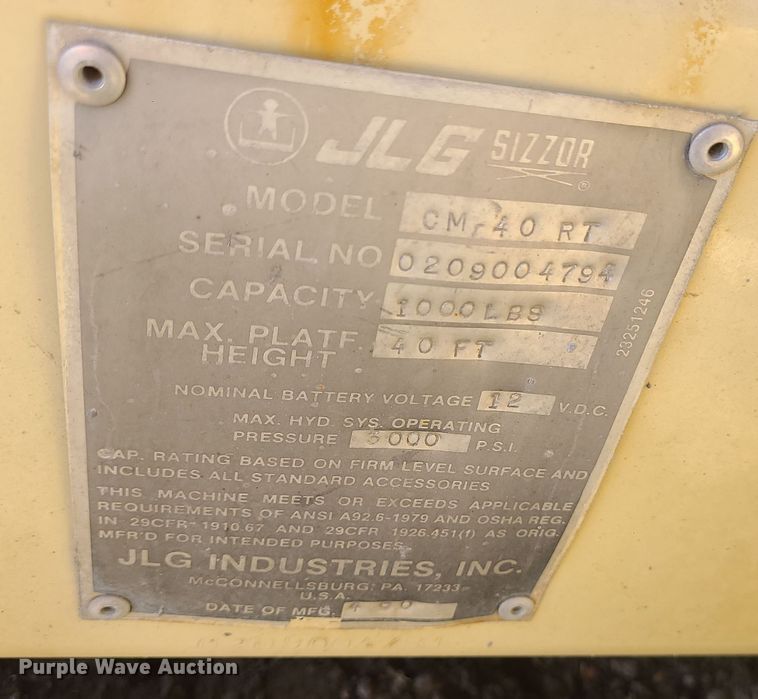 JLG SIZZOR ®
MODEL CM-40 RT
SERIAL NO 0209004794
CAPACITY 1000LBS
MAX. PLATF. HEIGHT 40 FT
23251246
NOMINAL BATTERY VOLTAGE 12 V.D.C.
MAX. HYD. SYS. OPERATING
PRESSURE 3000 P.S.I.
CAP. RATING BASED ON FIRM LEVEL SURFACE AND
INCLUDES ALL STANDARD ACCESSORIES
THIS MACHINE MEETS OR EXCEEDS APPLICABLE
REQUIREMENTS OF ANSI A92.6-1979 AND OSHA REG.
IN 29CFR-1910.67 AND 29CFR 1926.451(f) AS ORIG.
MFR'D FOR INTENDED PURPOSES
JLG INDUSTRIES, INC.
McCONNELLSBURG, PA. 17233-
U.S.A.
DATE OF MFG.
Purple Wave Auction